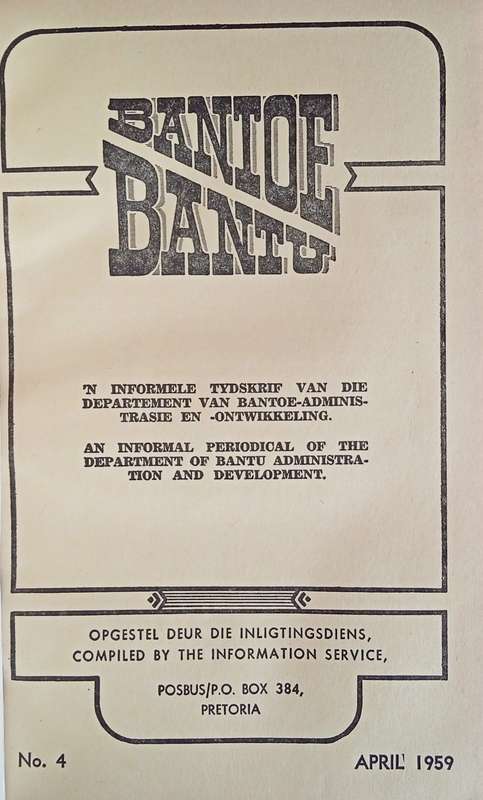 BANTOE
BANTU
'N INFORMELE TYDSKRIF VAN DIE
DEPARTEMENT VAN BANTOE-ADMINIS-
TRASIE EN -ONTWIKKELING.
AN INFORMAL PERIODICAL OF THE
DEPARTMENT OF BANTU ADMINISTRA-
TION AND DEVELOPMENT.
OPGESTEL DEUR DIE INLIGTINGSDIENS,
COMPILED BY THE INFORMATION SERVICE,
POSBUS/P.O. BOX 384,
PRETORIA
No. 4
APRIL 1959